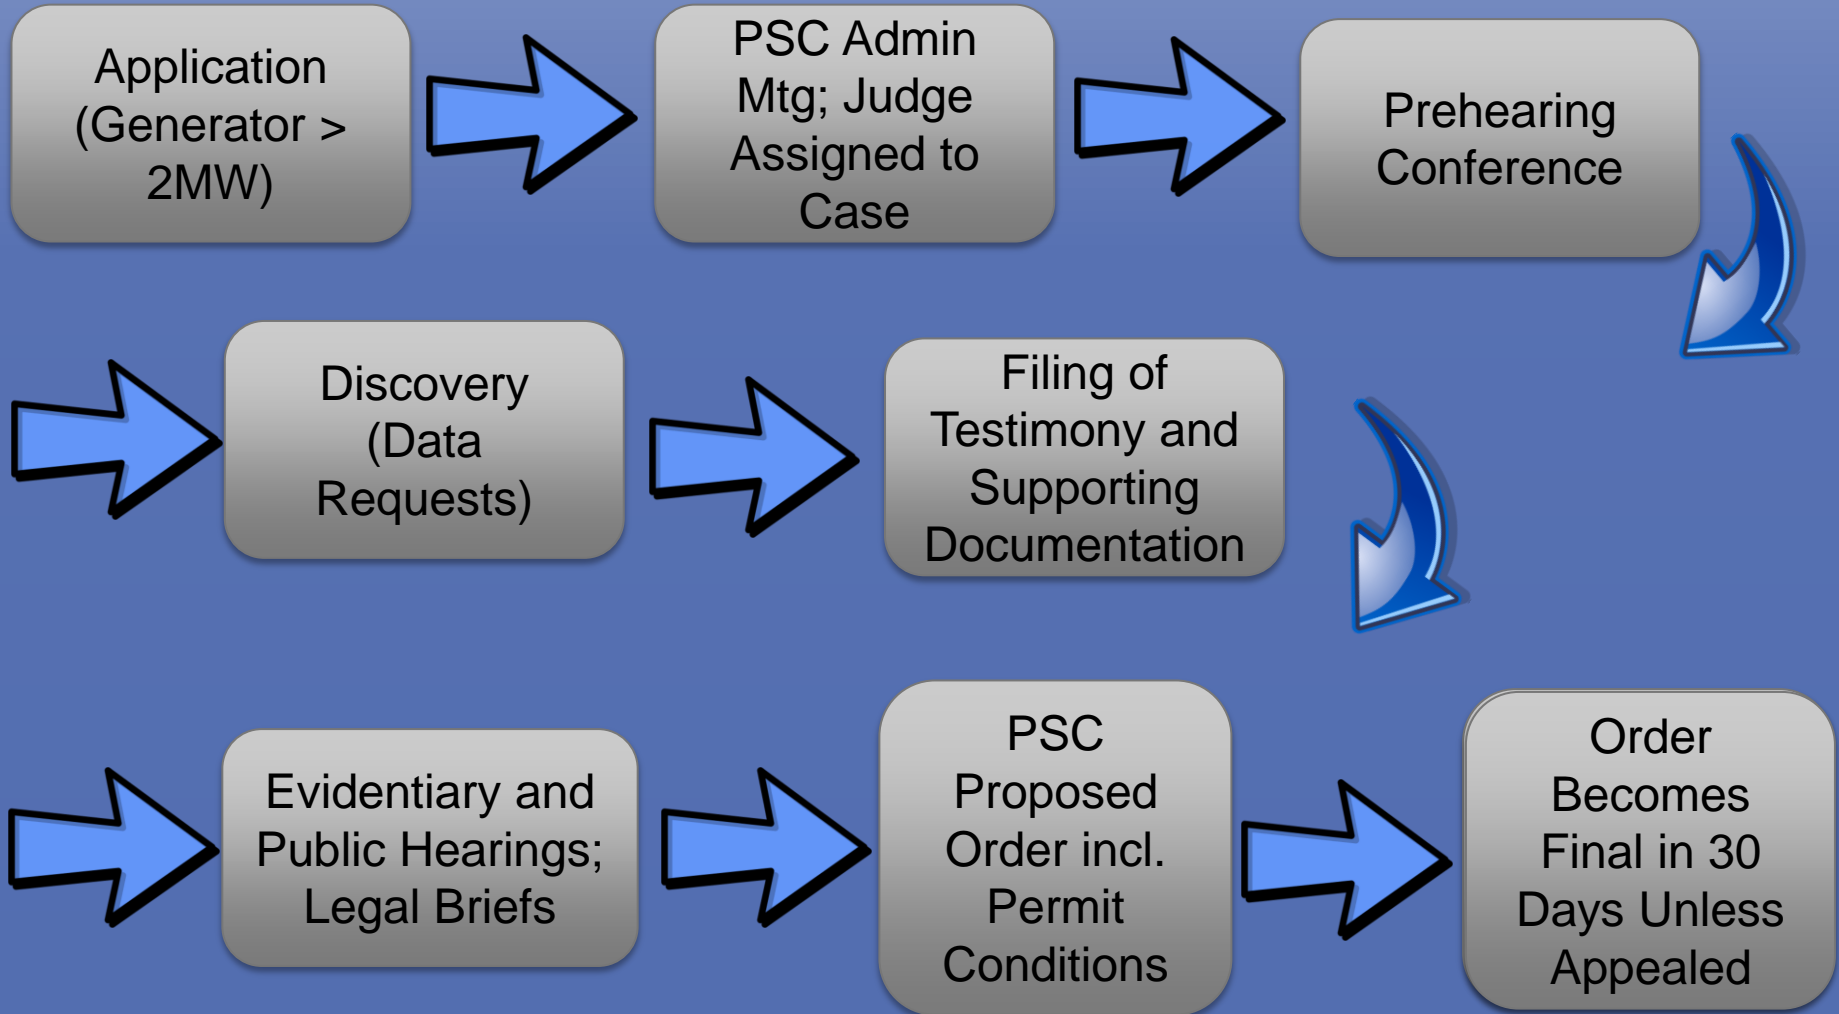 Application
(Generator >
2MW)
PSC Admin
Mtg; Judge
Assigned to
Case
Prehearing
Conference
Discovery
(Data
Requests)
Filing of
Testimony and
Supporting
Documentation
Evidentiary and
Public Hearings;
Legal Briefs
PSC
Proposed
Order incl.
Permit
Conditions
Order
Becomes
Final in 30
Days Unless
Appealed